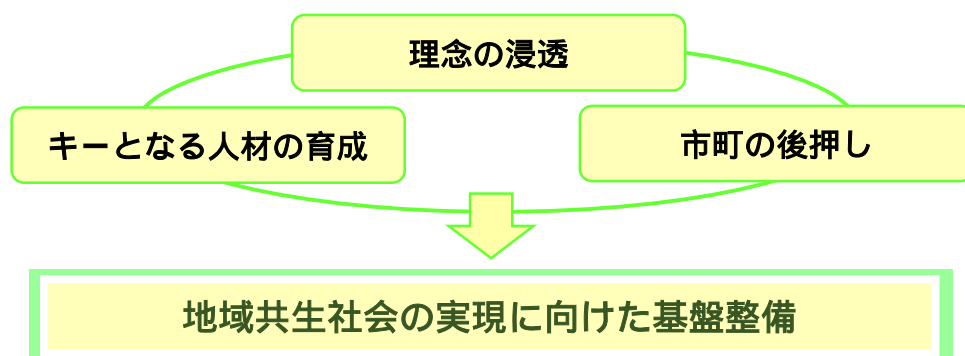 理念の浸透
キーとなる人材の育成
市町の後押し
地域共生社会の実現に向けた基盤整備